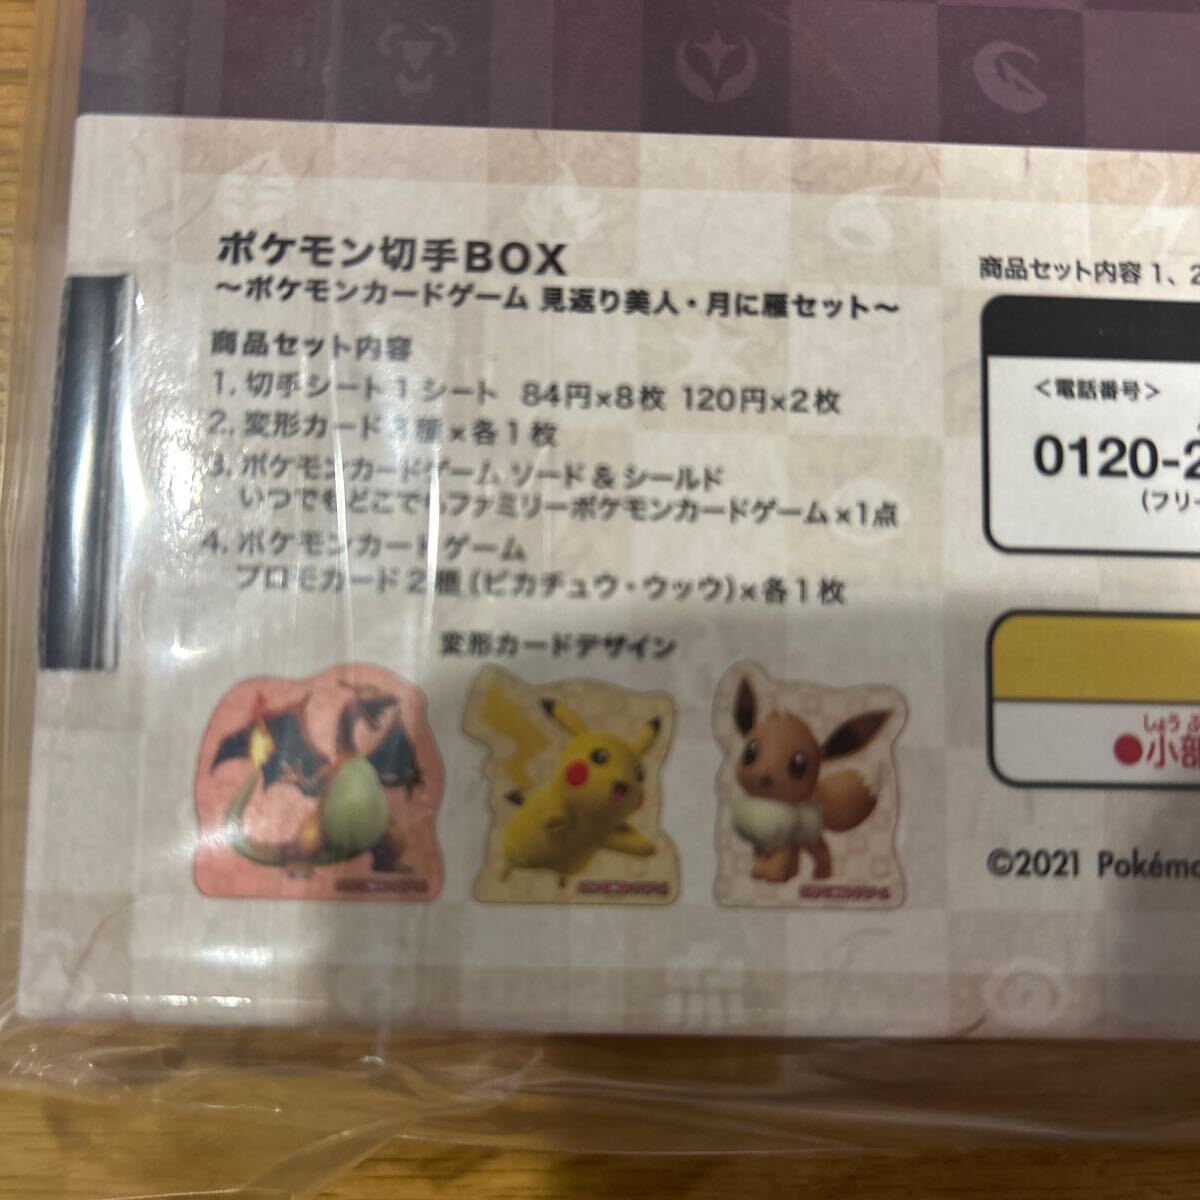 ポケモン切手BOX
～ポケモンカードゲーム 見返り美人・月に雁セット～
商品セット内容
1. 切手シート1シート 84円×8枚 120円×2枚
2. 変形カード3種×各1枚
3. ポケモンカードゲーム ソード&シールド
いつでもどこでもファミリーポケモンカードゲーム×1点
4. ポケモンカードゲーム
プロモカード2種(ピカチュウ・ウッウ)×各1枚
変形カードデザイン
商品セット内容1、2
<電話番号>
0120-2
(フリー
しょう ぶ
●小部
©2021 Pokémo